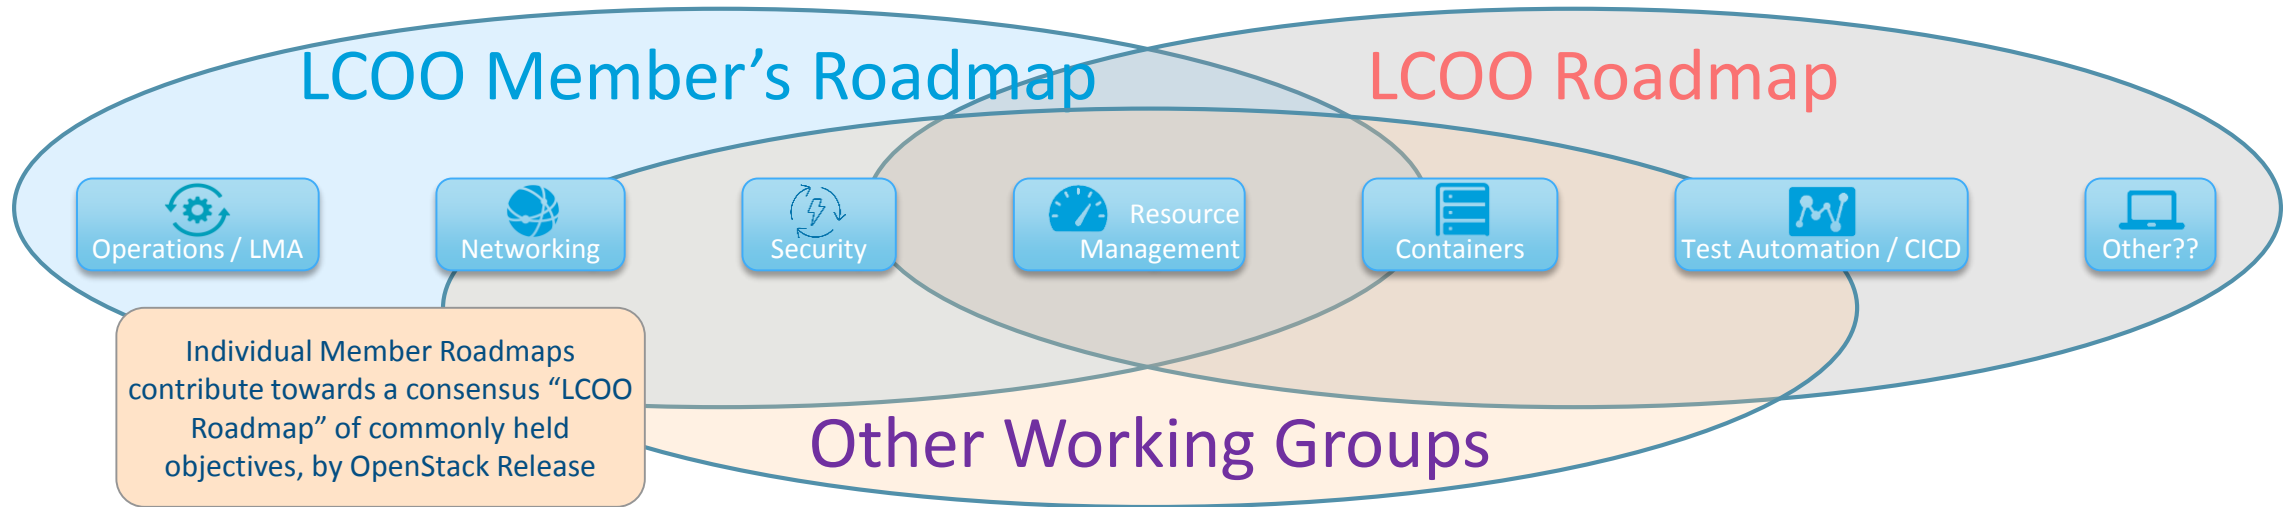 LCOO Member’s Roadmap
LCOO Roadmap
Operations / LMA
Networking
Security
Resource
Management
Containers
Test Automation / CICD
Other??
Individual Member Roadmaps
contribute towards a consensus “LCOO
Roadmap” of commonly held
objectives, by OpenStack Release
Other Working Groups